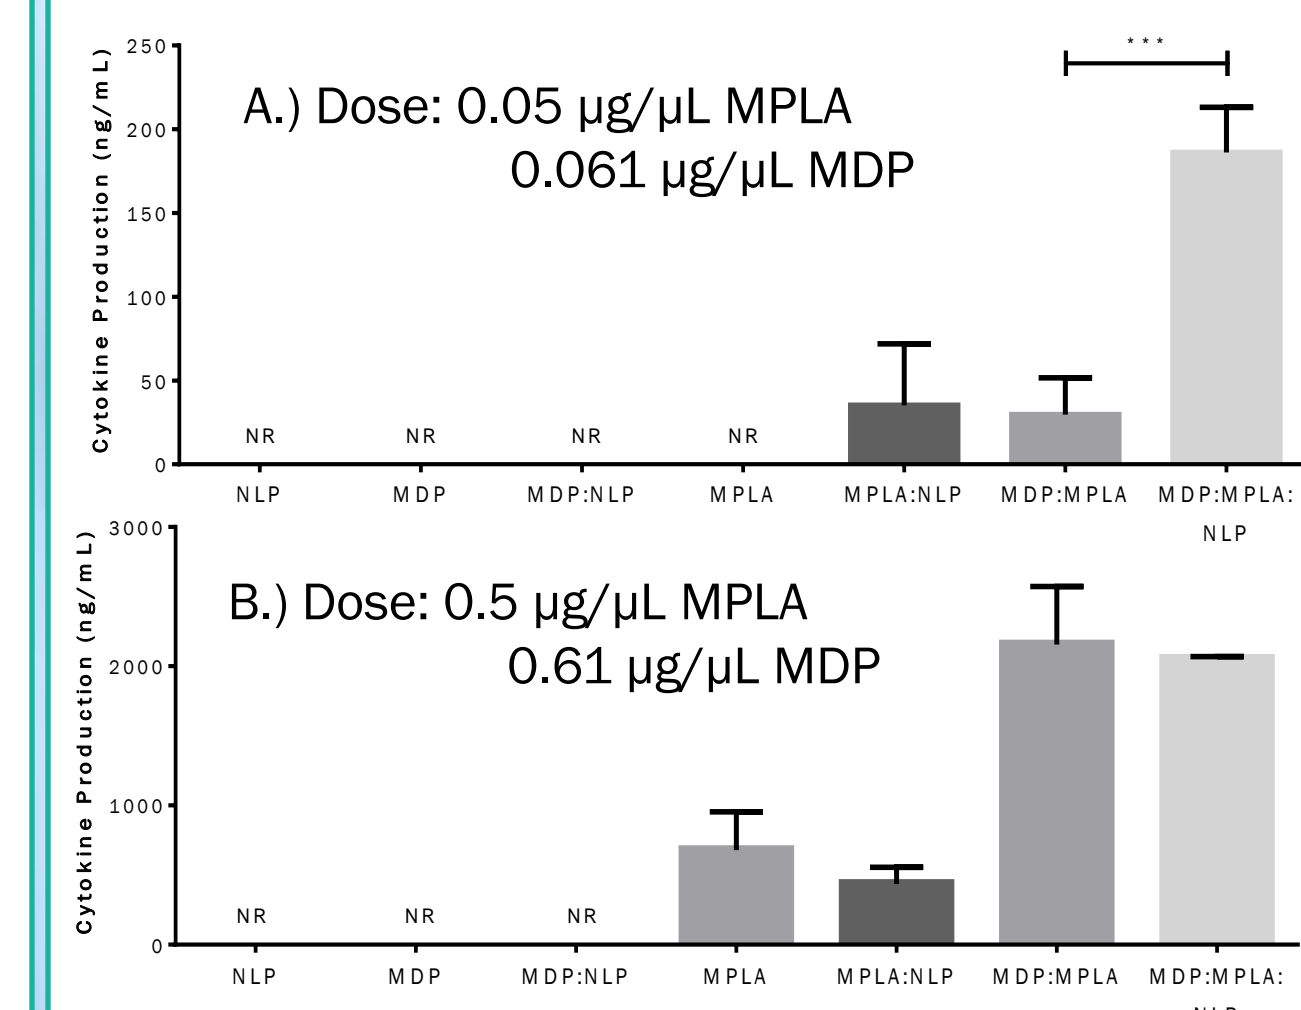 ***
Cytokine Production (ng/mL)
250
200
150
100
50
0
A.) Dose: 0.05 µg/µL MPLA
0.061 µg/µL MDP
NR NR NR NR
NLP MDP MDP:NLP MPLA MPLA:NLP MDP:MPLA MDP:MPLA:
NLP
Cytokine Production (ng/mL)
3000
2000
1000
0
B.) Dose: 0.5 µg/µL MPLA
0.61 µg/µL MDP
NR NR NR
NLP MDP MDP:NLP MPLA MPLA:NLP MDP:MPLA MDP:MPLA: